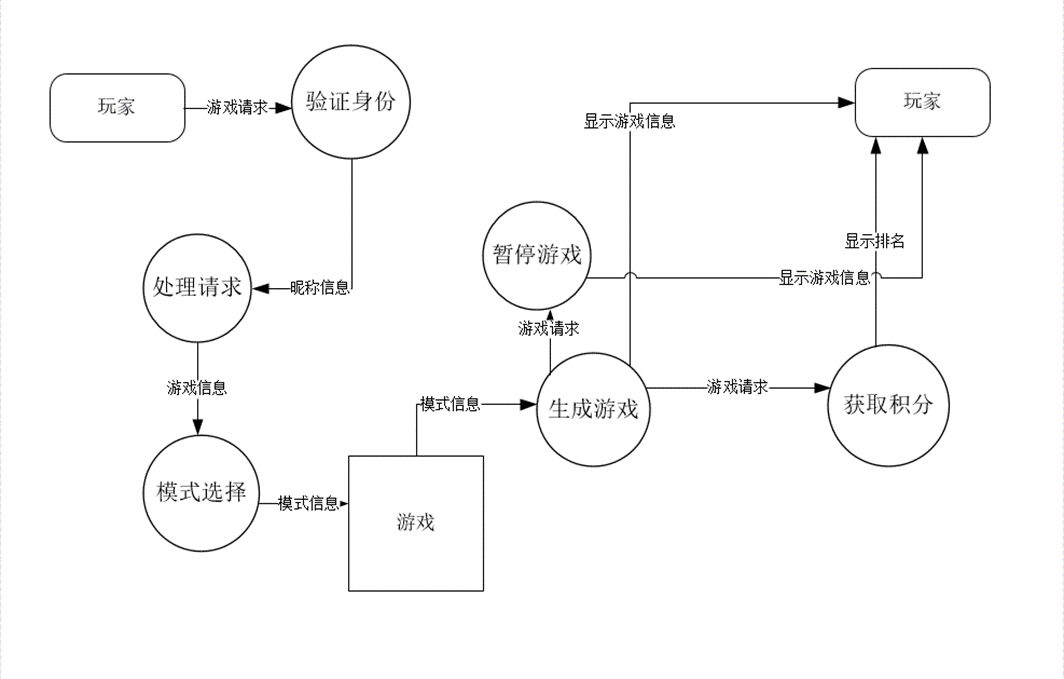 玩家
游戏请求
验证身份
玩家
显示游戏信息
显示排名
暂停游戏
显示游戏信息
处理请求
昵称信息
游戏请求
游戏信息
模式信息
生成游戏
游戏请求
获取积分
模式选择
模式信息
游戏